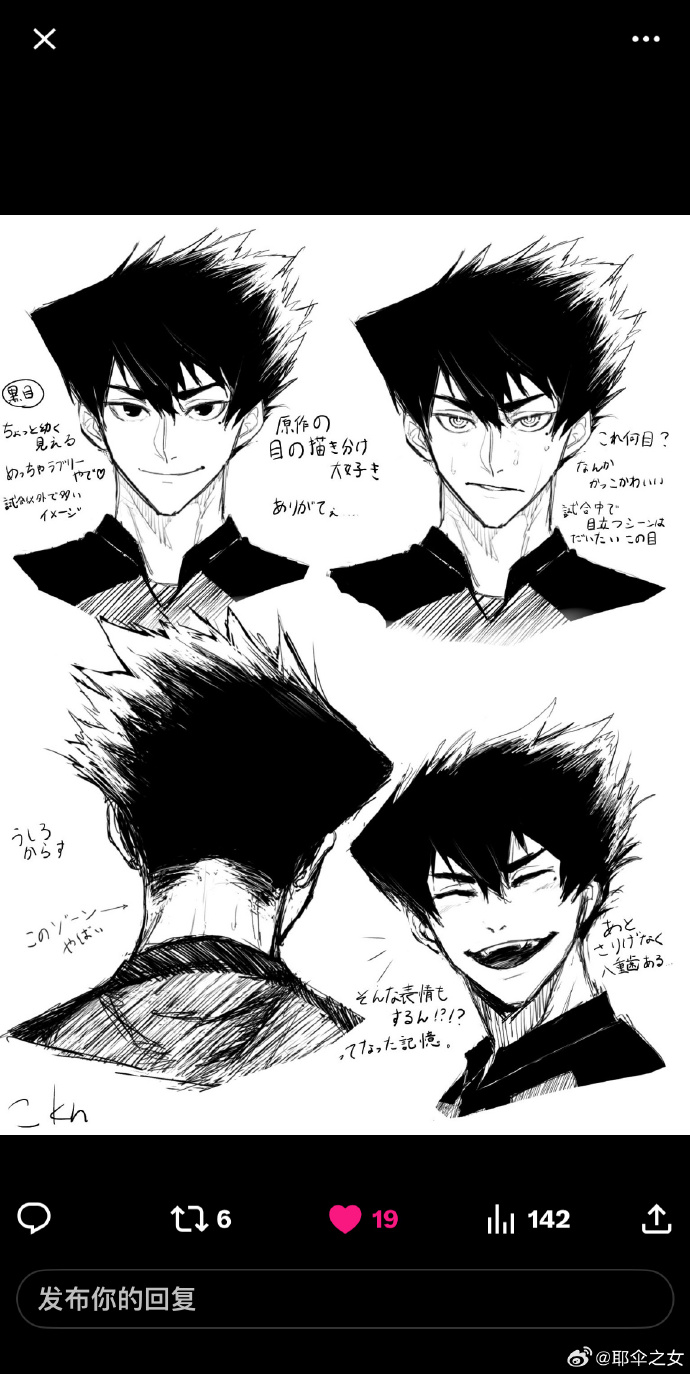 黒目
ちょっと幼く
見える
めっちゃラブリー
やで♡
試合以外で多い
イメージ
原作の
目の描き分け
大好き
ありがてぇ……
これ何目？
なんか
かっこかわいい
試合中で
目立つシーンは
だいたいこの目
うしろ
からす
このゾーン→
やばい
そんな表情も
するん!?!?
ってなった記憶。
あと
さりげなく
八重歯ある…
こkn
6
19
142
发布你的回复
@耶伞之女